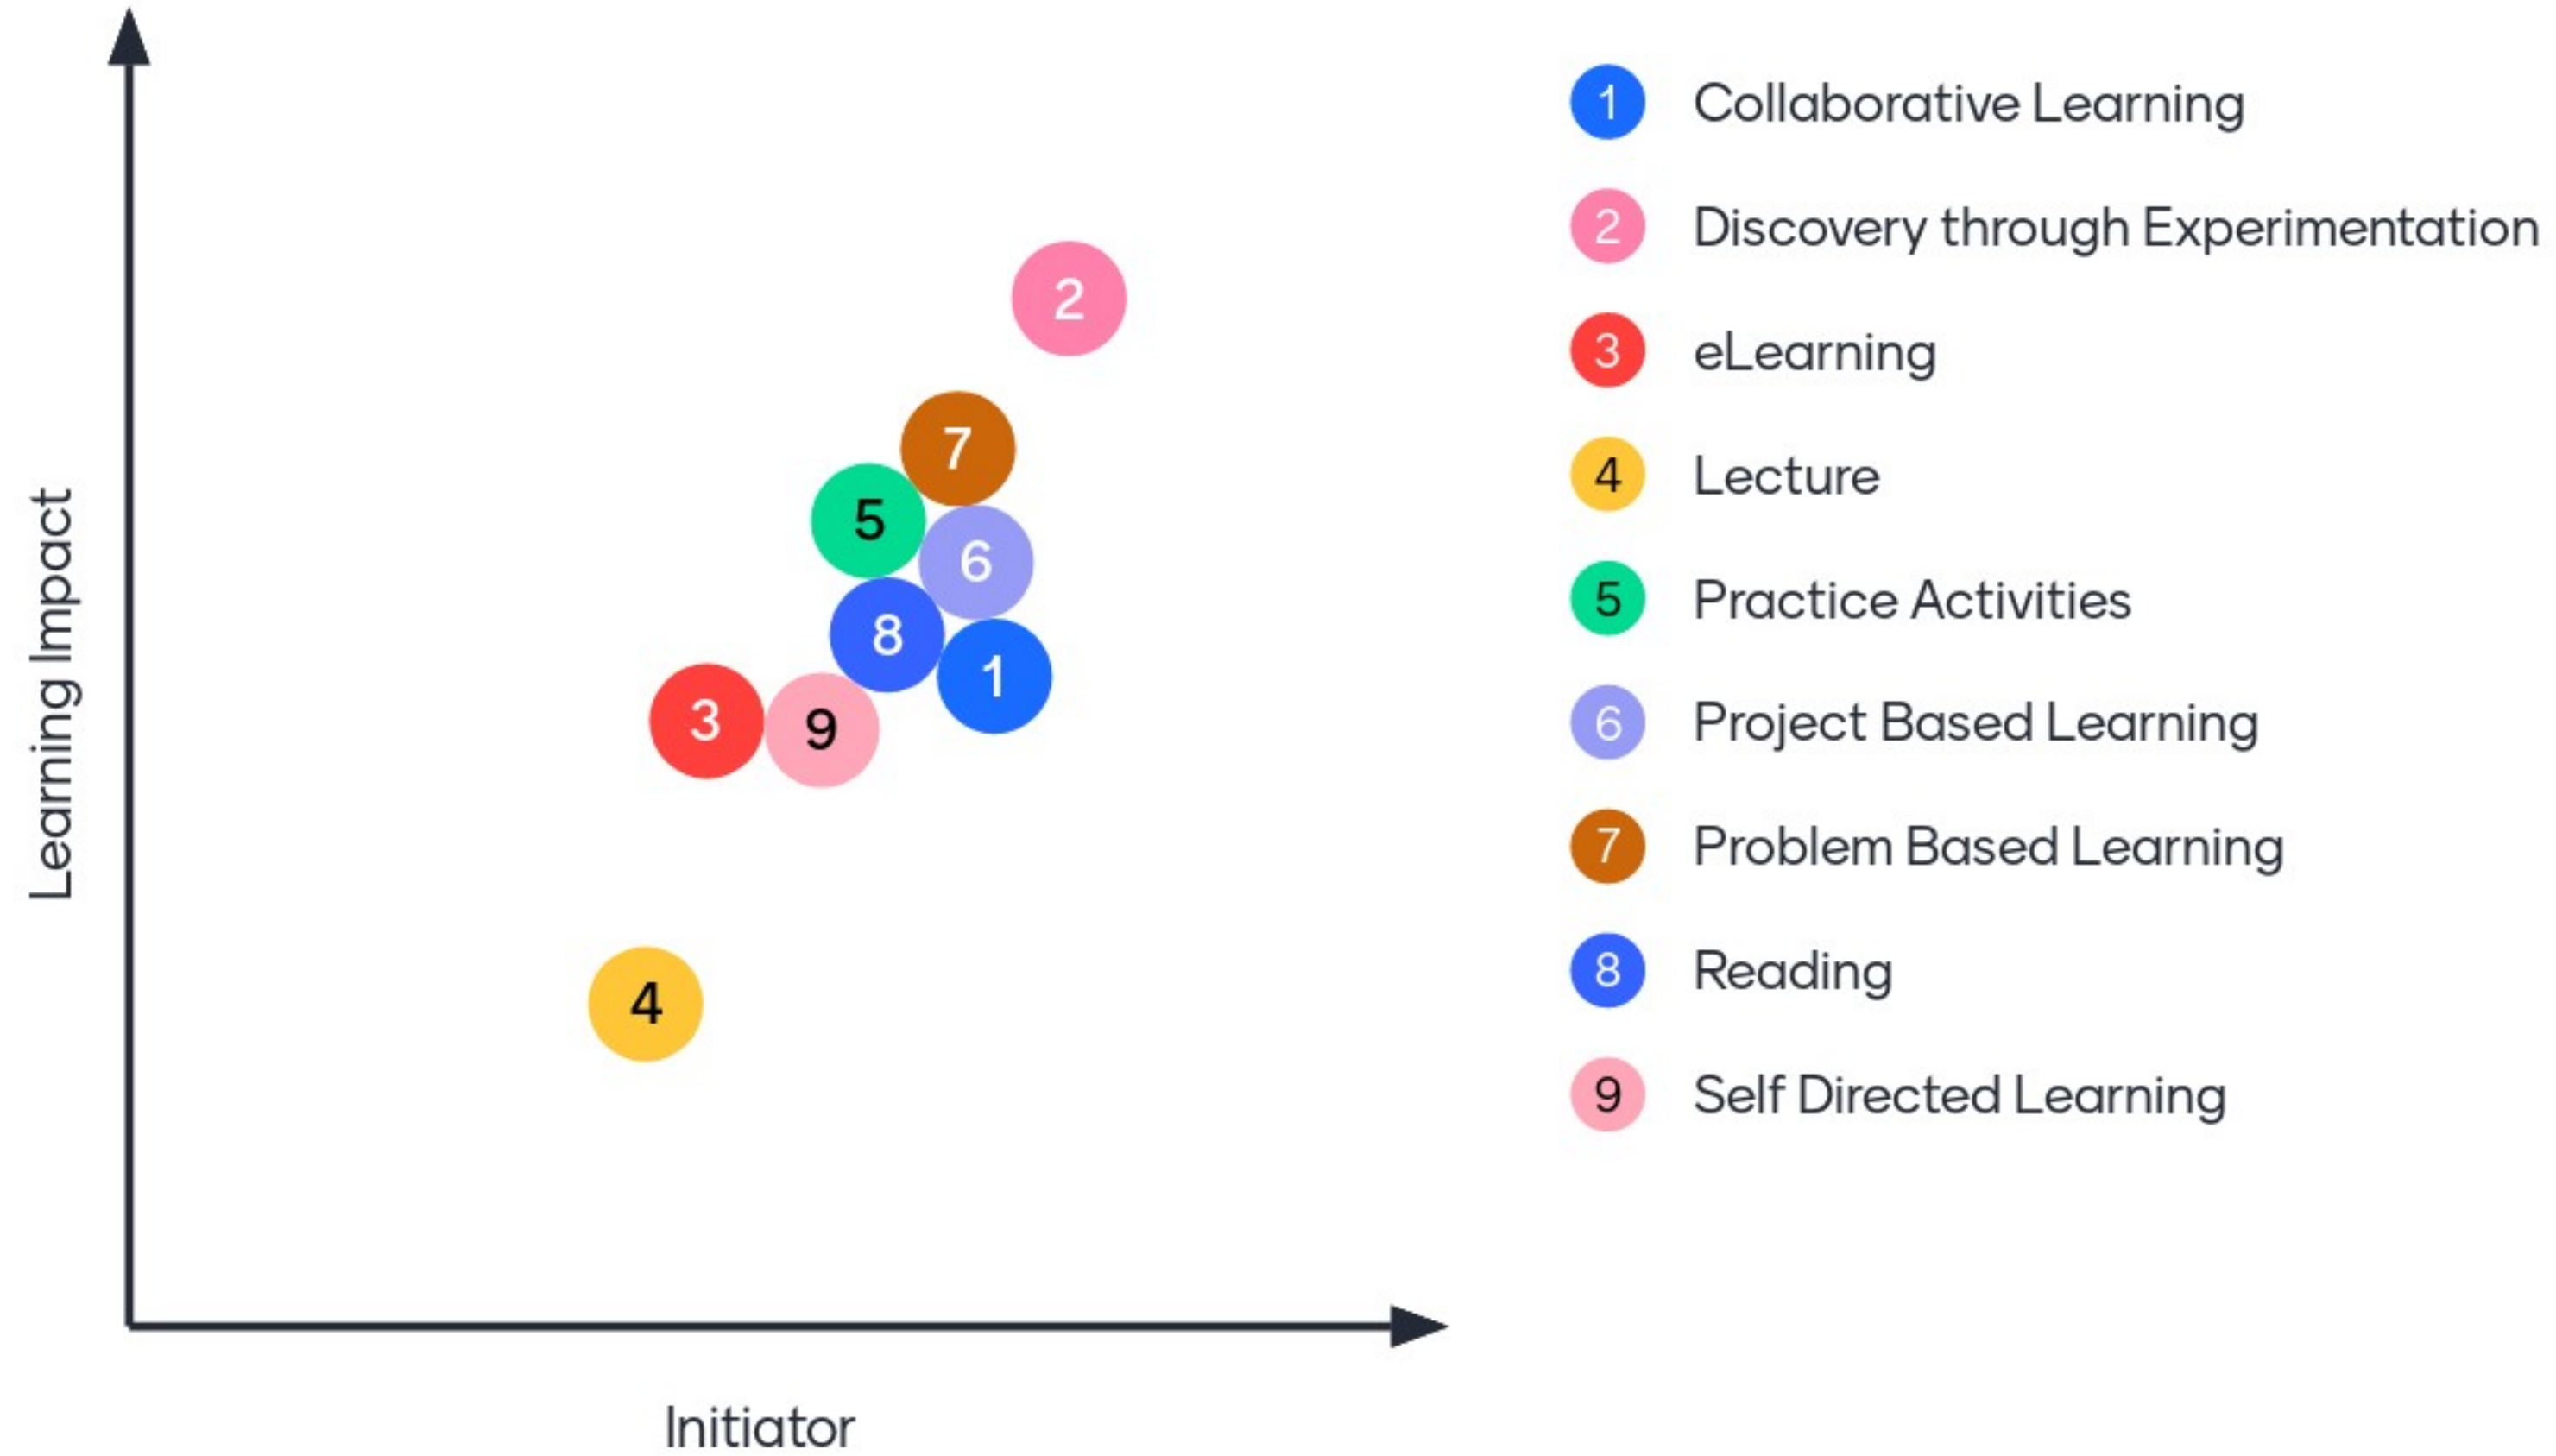 Learning Impact
2
7
5
6
8
1
3
9
4
Initiator
1 Collaborative Learning
2 Discovery through Experimentation
3 eLearning
4 Lecture
5 Practice Activities
6 Project Based Learning
7 Problem Based Learning
8 Reading
9 Self Directed Learning